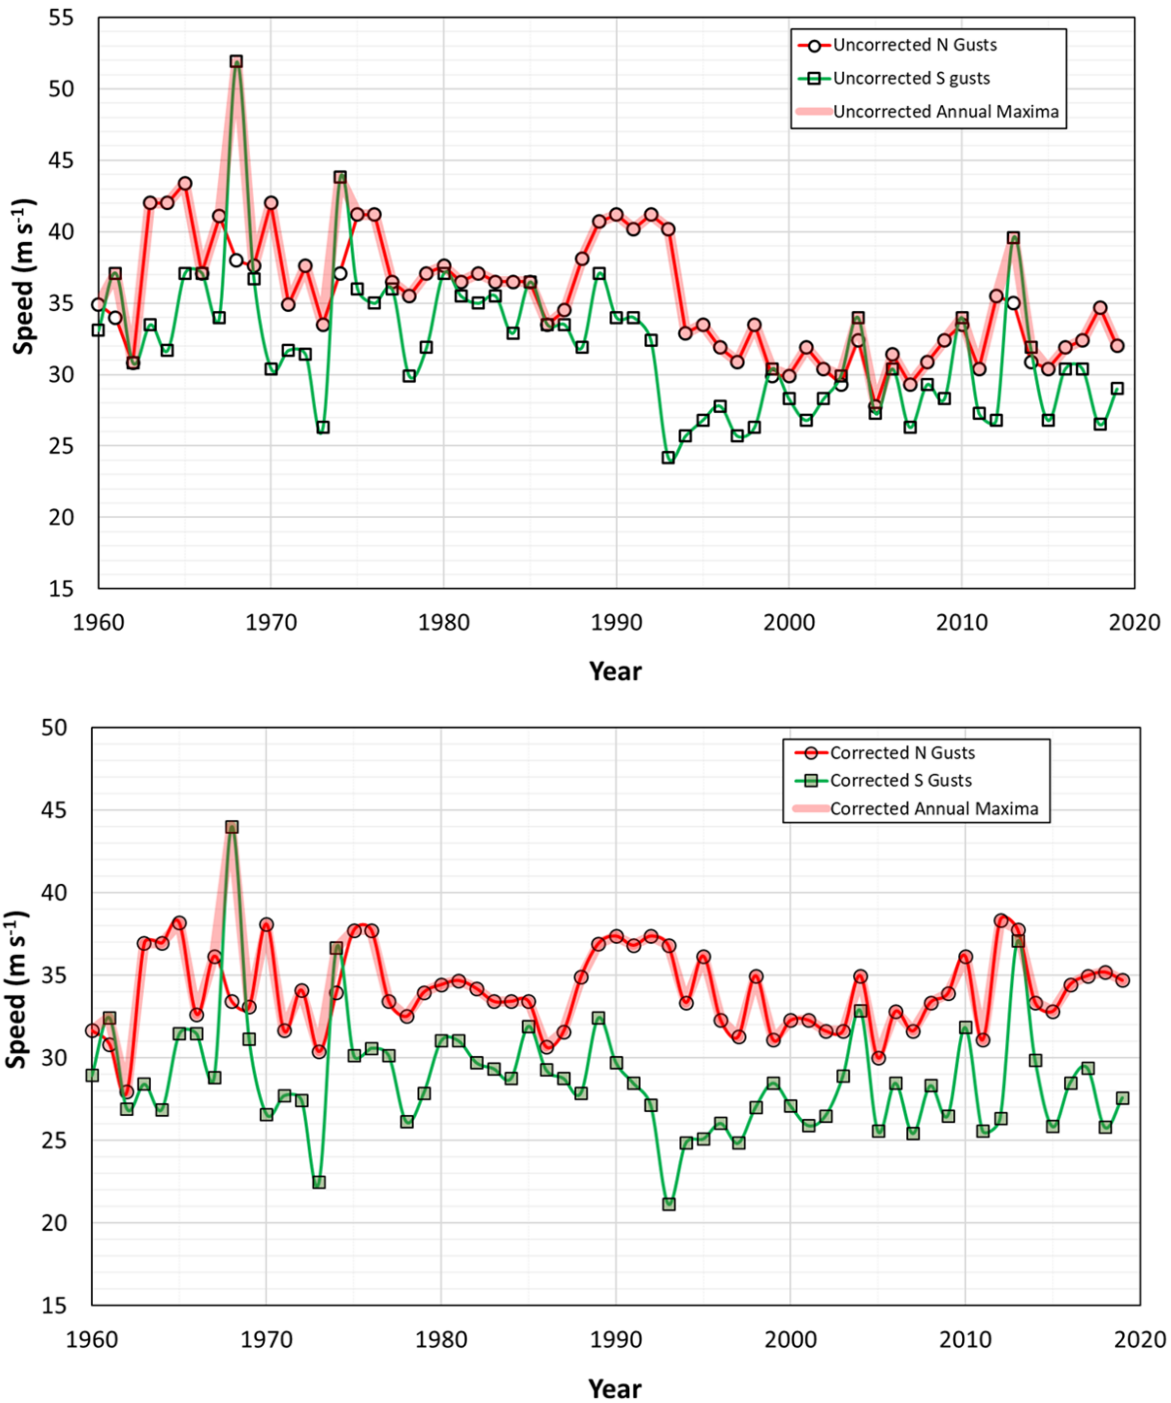 55
50
45
40
35
30
25
20
15
Speed (m s⁻¹)
Uncorrected N Gusts
Uncorrected S gusts
Uncorrected Annual Maxima
1960 1970 1980 1990 2000 2010 2020
Year
50
45
40
35
30
25
20
15
Speed (m s⁻¹)
Corrected N Gusts
Corrected S Gusts
Corrected Annual Maxima
1960 1970 1980 1990 2000 2010 2020
Year